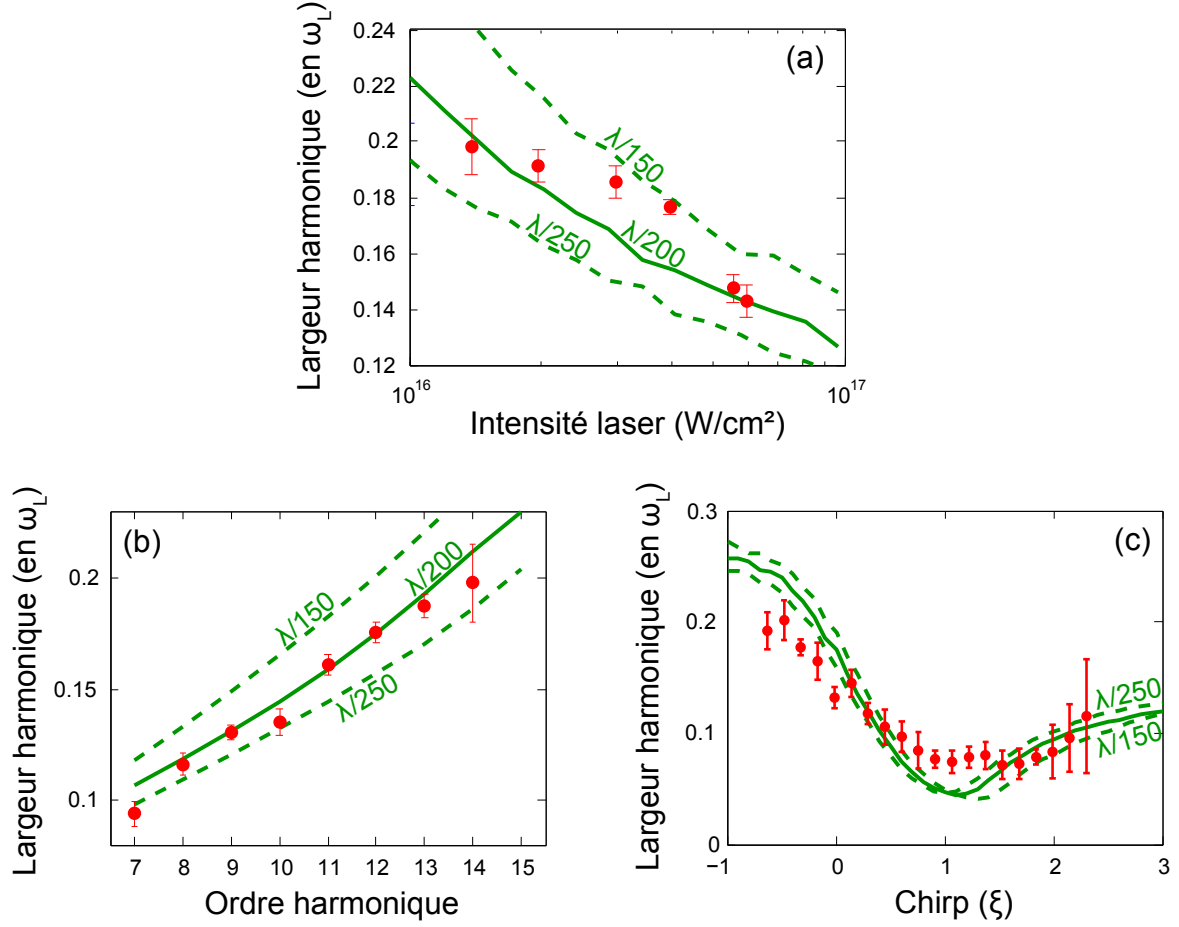 (a)
Largeur harmonique (en ωL)
0.24
0.22
0.2
0.18
0.16
0.14
0.12
λ/150
λ/200
λ/250
10¹⁶
10¹⁷
Intensité laser (W/cm²)
(b)
Largeur harmonique (en ωL)
0.2
0.15
0.1
λ/150
λ/200
λ/250
7 8 9 10 11 12 13 14 15
Ordre harmonique
(c)
Largeur harmonique (en ωL)
0.3
0.2
0.1
0
λ/250
λ/150
−1 0 1 2 3
Chirp (ξ)